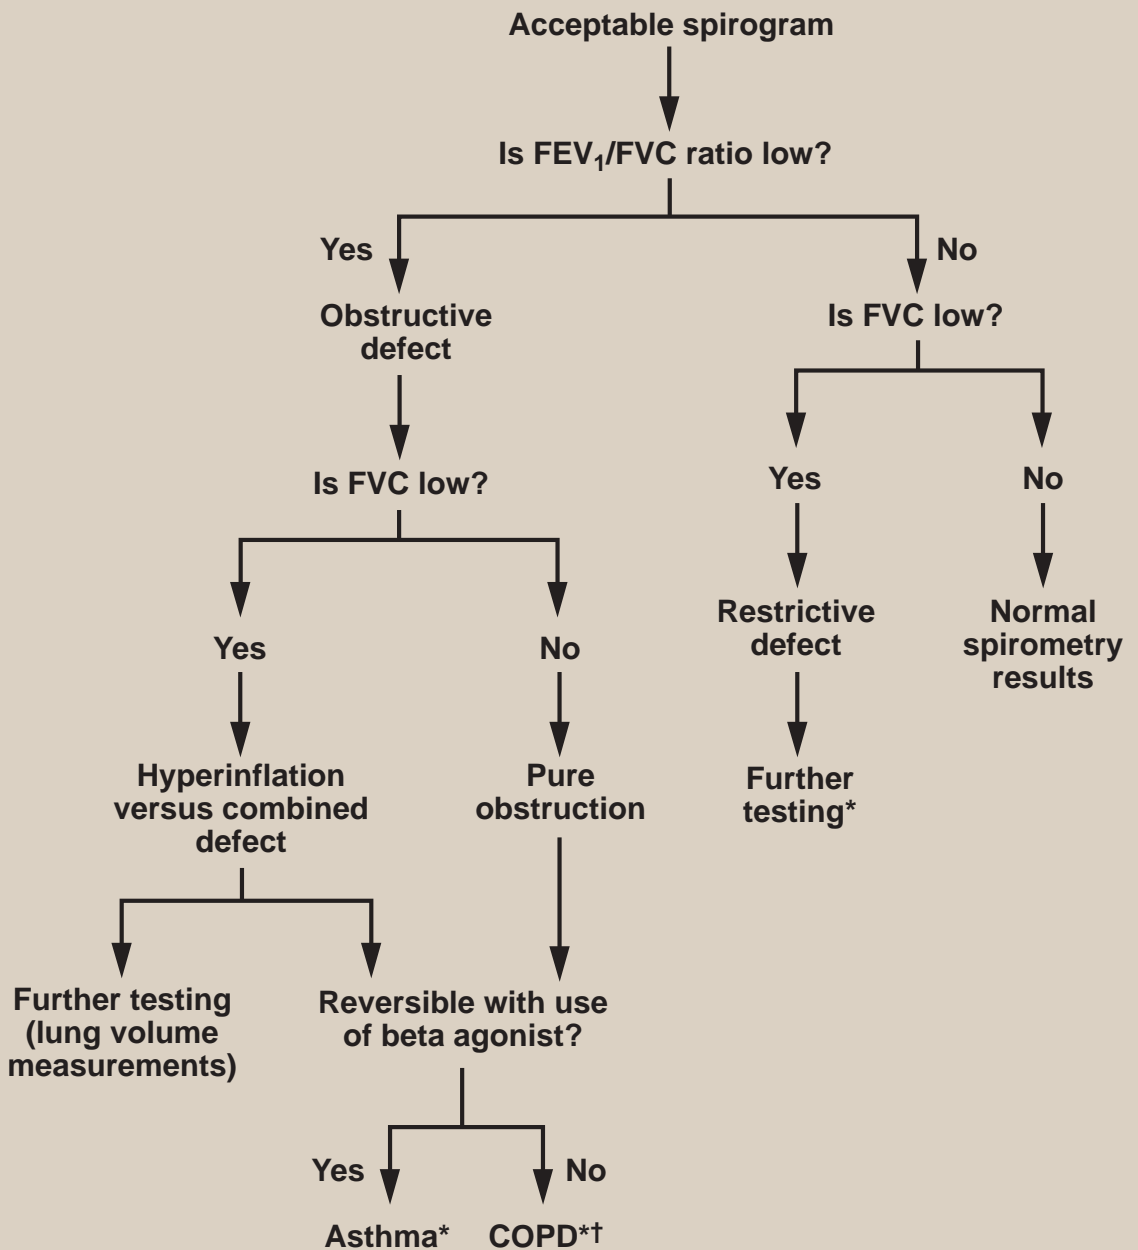 Acceptable spirogram
Is FEV₁/FVC ratio low?
Yes
No
Obstructive
defect
Is FVC low?
Is FVC low?
Yes
No
Yes
No
Restrictive
defect
Normal
spirometry
results
Hyperinflation
versus combined
defect
Pure
obstruction
Further
testing*
Further testing
(lung volume
measurements)
Reversible with use
of beta agonist?
Yes
No
Asthma*
COPD*†